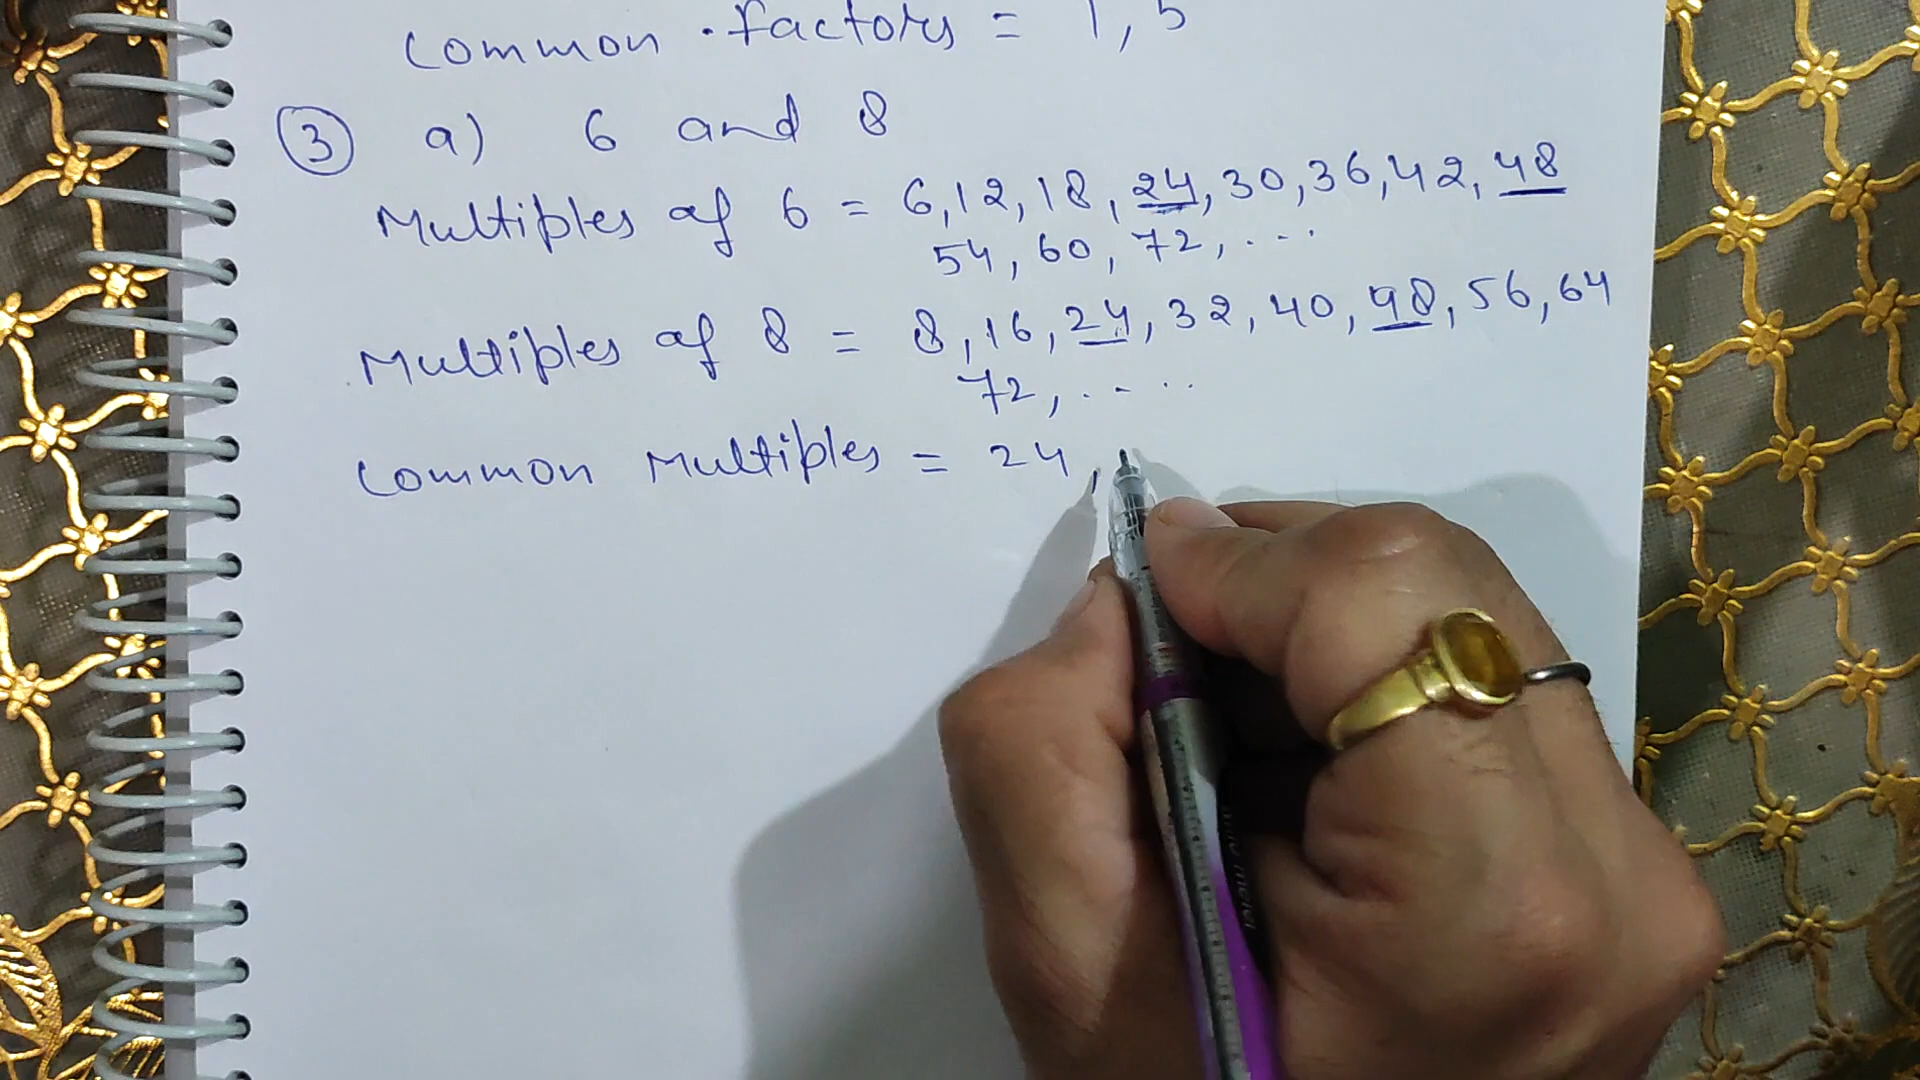 Common factors = 1, 5
3 a) 6 and 8
Multiples of 6 = 6, 12, 18, 24, 30, 36, 42, 48
54, 60, 72, ...
Multiples of 8 = 8, 16, 24, 32, 40, 48, 56, 64
72, .....
Common Multiples = 24,